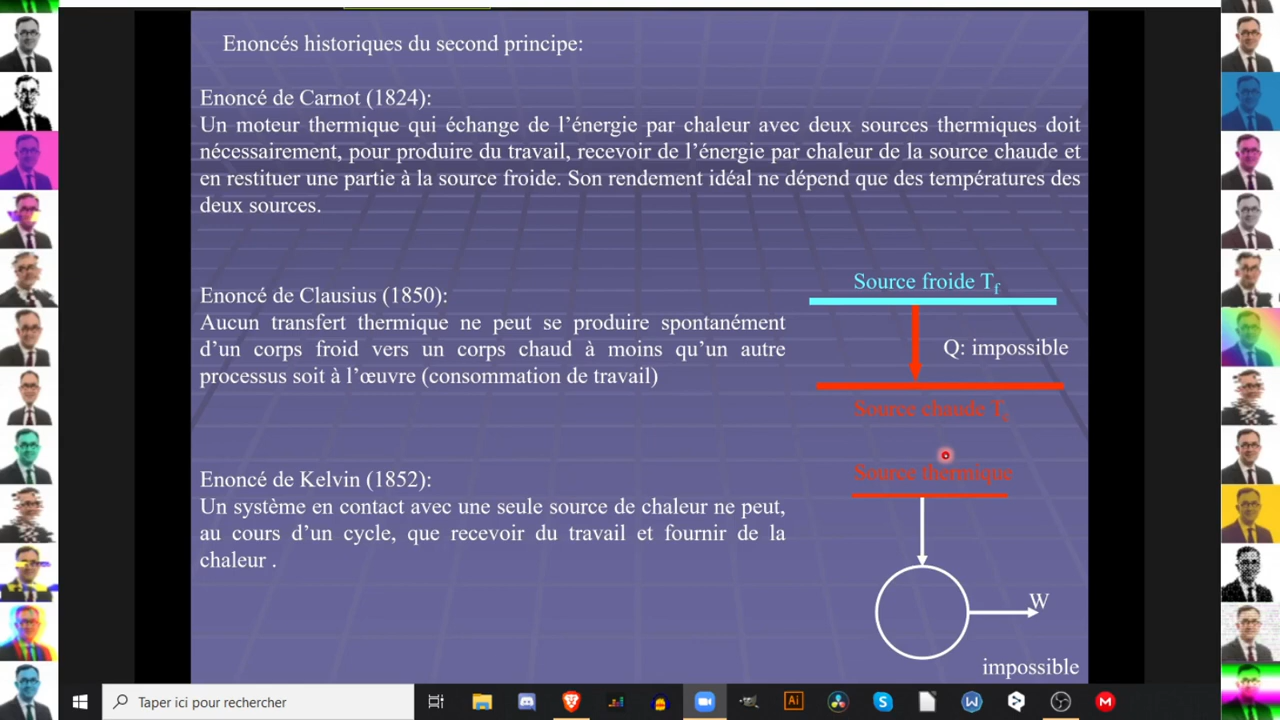 Enoncés historiques du second principe:
Enoncé de Carnot (1824):
Un moteur thermique qui échange de l’énergie par chaleur avec deux sources thermiques doit
nécessairement, pour produire du travail, recevoir de l’énergie par chaleur de la source chaude et
en restituer une partie à la source froide. Son rendement idéal ne dépend que des températures des
deux sources.
Enoncé de Clausius (1850):
Aucun transfert thermique ne peut se produire spontanément
d’un corps froid vers un corps chaud à moins qu’un autre
processus soit à l’œuvre (consommation de travail)
Source froide Tf
Q: impossible
Source chaude Tc
Enoncé de Kelvin (1852):
Un système en contact avec une seule source de chaleur ne peut,
au cours d’un cycle, que recevoir du travail et fournir de la
chaleur .
Source thermique
W
impossible
Taper ici pour rechercher
Ai
S
W
M